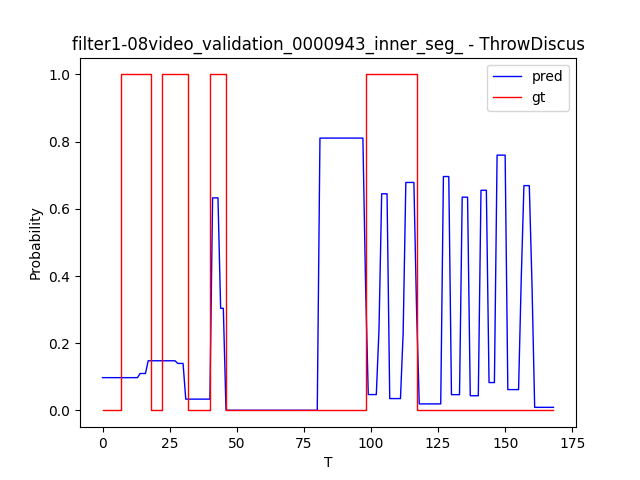 filter1-08video_validation_0000943_inner_seg_ - ThrowDiscus
pred
gt
Probability
1.0
0.8
0.6
0.4
0.2
0.0
0 25 50 75 100 125 150 175
T